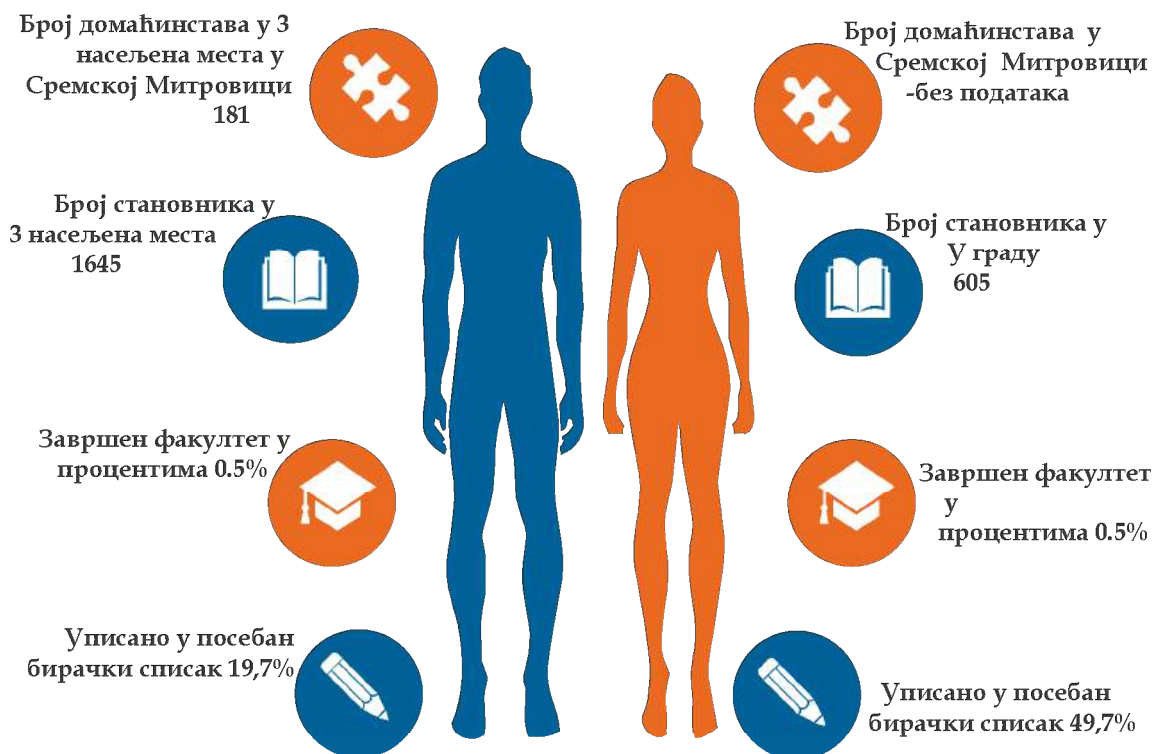 Број домаћинстава у 3
насељена места у
Сремској Митровици
181
Број становника у
3 насељена места
1645
Завршен факултет у
процентима 0.5%
Уписано у посебан
бирачки списак 19,7%
Број домаћинстава у
Сремској Митровици
-без података
Број становника у
У граду
605
Завршен факултет
у
процентима 0.5%
Уписано у посебан
бирачки списак 49,7%